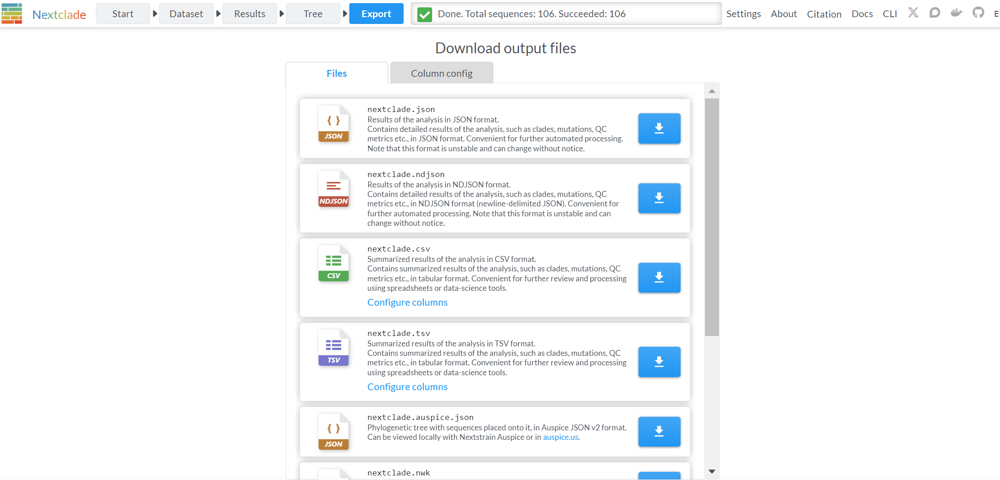 Nextclade
Start
Dataset
Results
Tree
Export
Done. Total sequences: 106. Succeeded: 106
Settings
About
Citation
Docs
CLI
Download output files
Files
Column config
JSON
nextclade.json
Results of the analysis in JSON format.
Contains detailed results of the analysis, such as clades, mutations, QC
metrics etc., in JSON format. Convenient for further automated processing.
Note that this format is unstable and can change without notice.
NDJSON
nextclade.ndjson
Results of the analysis in NDJSON format.
Contains detailed results of the analysis, such as clades, mutations, QC
metrics etc., in NDJSON format (newline-delimited JSON). Convenient for
further automated processing. Note that this format is unstable and can
change without notice.
CSV
nextclade.csv
Summarized results of the analysis in CSV format.
Contains summarized results of the analysis, such as clades, mutations, QC
metrics etc., in tabular format. Convenient for further review and processing
using spreadsheets or data-science tools.
Configure columns
TSV
nextclade.tsv
Summarized results of the analysis in TSV format.
Contains summarized results of the analysis, such as clades, mutations, QC
metrics etc., in tabular format. Convenient for further review and processing
using spreadsheets or data-science tools.
Configure columns
JSON
nextclade.auspice.json
Phylogenetic tree with sequences placed onto it, in Auspice JSON v2 format.
Can be viewed locally with Nextstrain Auspice or in auspice.us.
nextclade.nwk